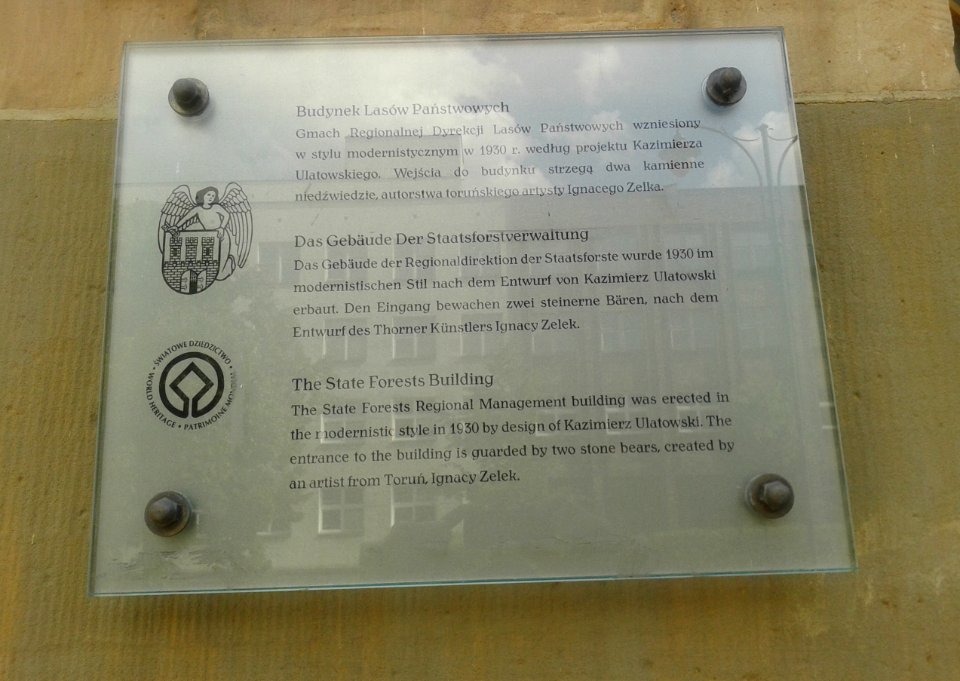 Budynek Lasów Państwowych
Gmach Regionalnej Dyrekcji Lasów Państwowych wzniesiony
w stylu modernistycznym w 1930 r. według projektu Kazimierza
Ulatowskiego. Wejścia do budynku strzegą dwa kamienne
niedźwiedzie, autorstwa toruńskiego artysty Ignacego Zelka.
Das Gebäude Der Staatsforstverwaltung
Das Gebäude der Regionaldirektion der Staatsforste wurde 1930 im
modernistischen Stil nach dem Entwurf von Kazimierz Ulatowski
erbaut. Den Eingang bewachen zwei steinerne Bären, nach dem
Entwurf des Thorner Künstlers Ignacy Zelek.
ŚWIATOWE DZIEDZICTWO •
WORLD HERITAGE • PATRIMOINE MONDIAL
The State Forests Building
The State Forests Regional Management building was erected in
the modernistic style in 1930 by design of Kazimierz Ulatowski. The
entrance to the building is guarded by two stone bears, created by
an artist from Toruń, Ignacy Zelek.